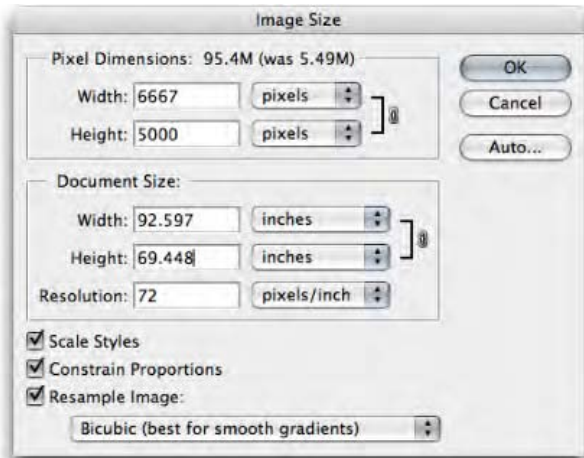 Image Size
Pixel Dimensions: 95.4M (was 5.49M)
Width: 6667 pixels
Height: 5000 pixels
OK
Cancel
Auto...
Document Size:
Width: 92.597 inches
Height: 69.448 inches
Resolution: 72 pixels/inch
Scale Styles
Constrain Proportions
Resample Image:
Bicubic (best for smooth gradients)